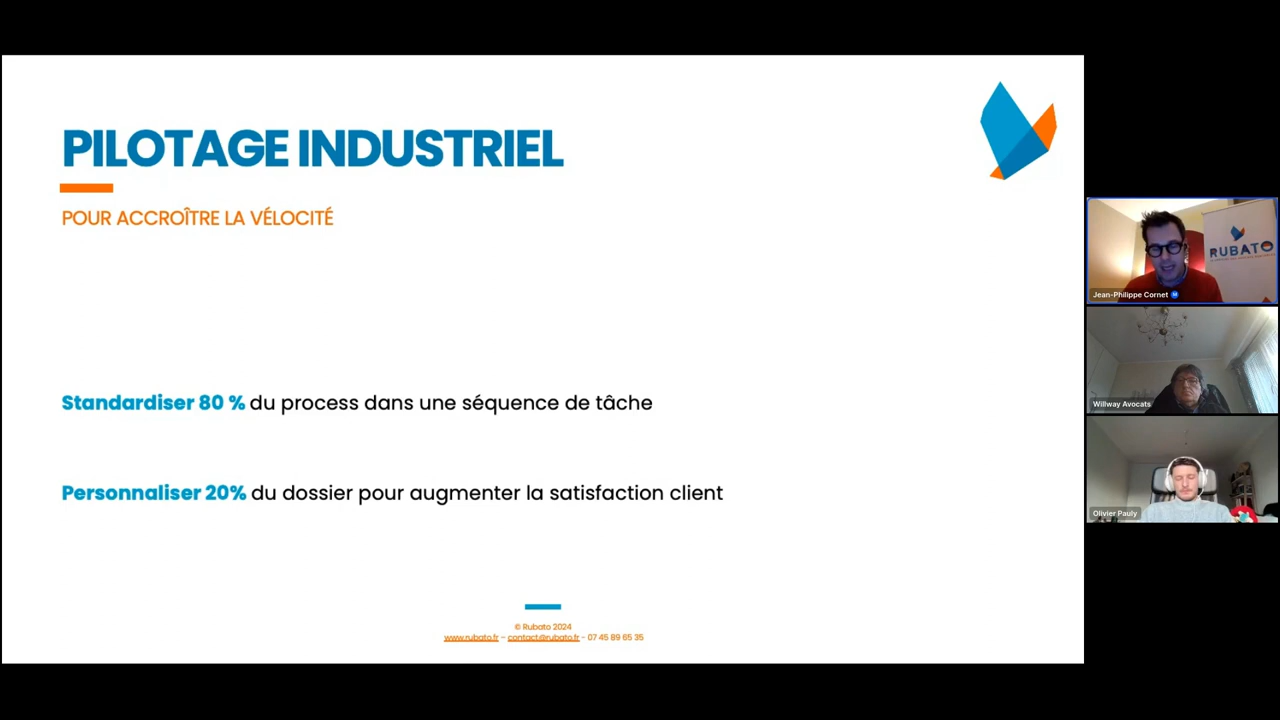 PILOTAGE INDUSTRIEL
POUR ACCROÎTRE LA VÉLOCITÉ
Standardiser 80 % du process dans une séquence de tâche
Personnaliser 20% du dossier pour augmenter la satisfaction client
© Rubato 2024
www.rubato.fr – contact@rubato.fr - 07 45 89 65 35
RUBATO
Jean-Philippe Cornet
Willway Avocats
Olivier Pauly